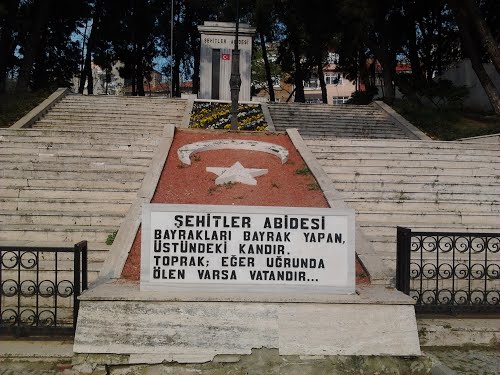 ŞEHİTLER ABİDESİ
ŞEHİTLER ABİDESİ
BAYRAKLARI BAYRAK YAPAN,
ÜSTÜNDEKİ KANDIR.
TOPRAK; EĞER UĞRUNDA
ÖLEN VARSA VATANDIR...